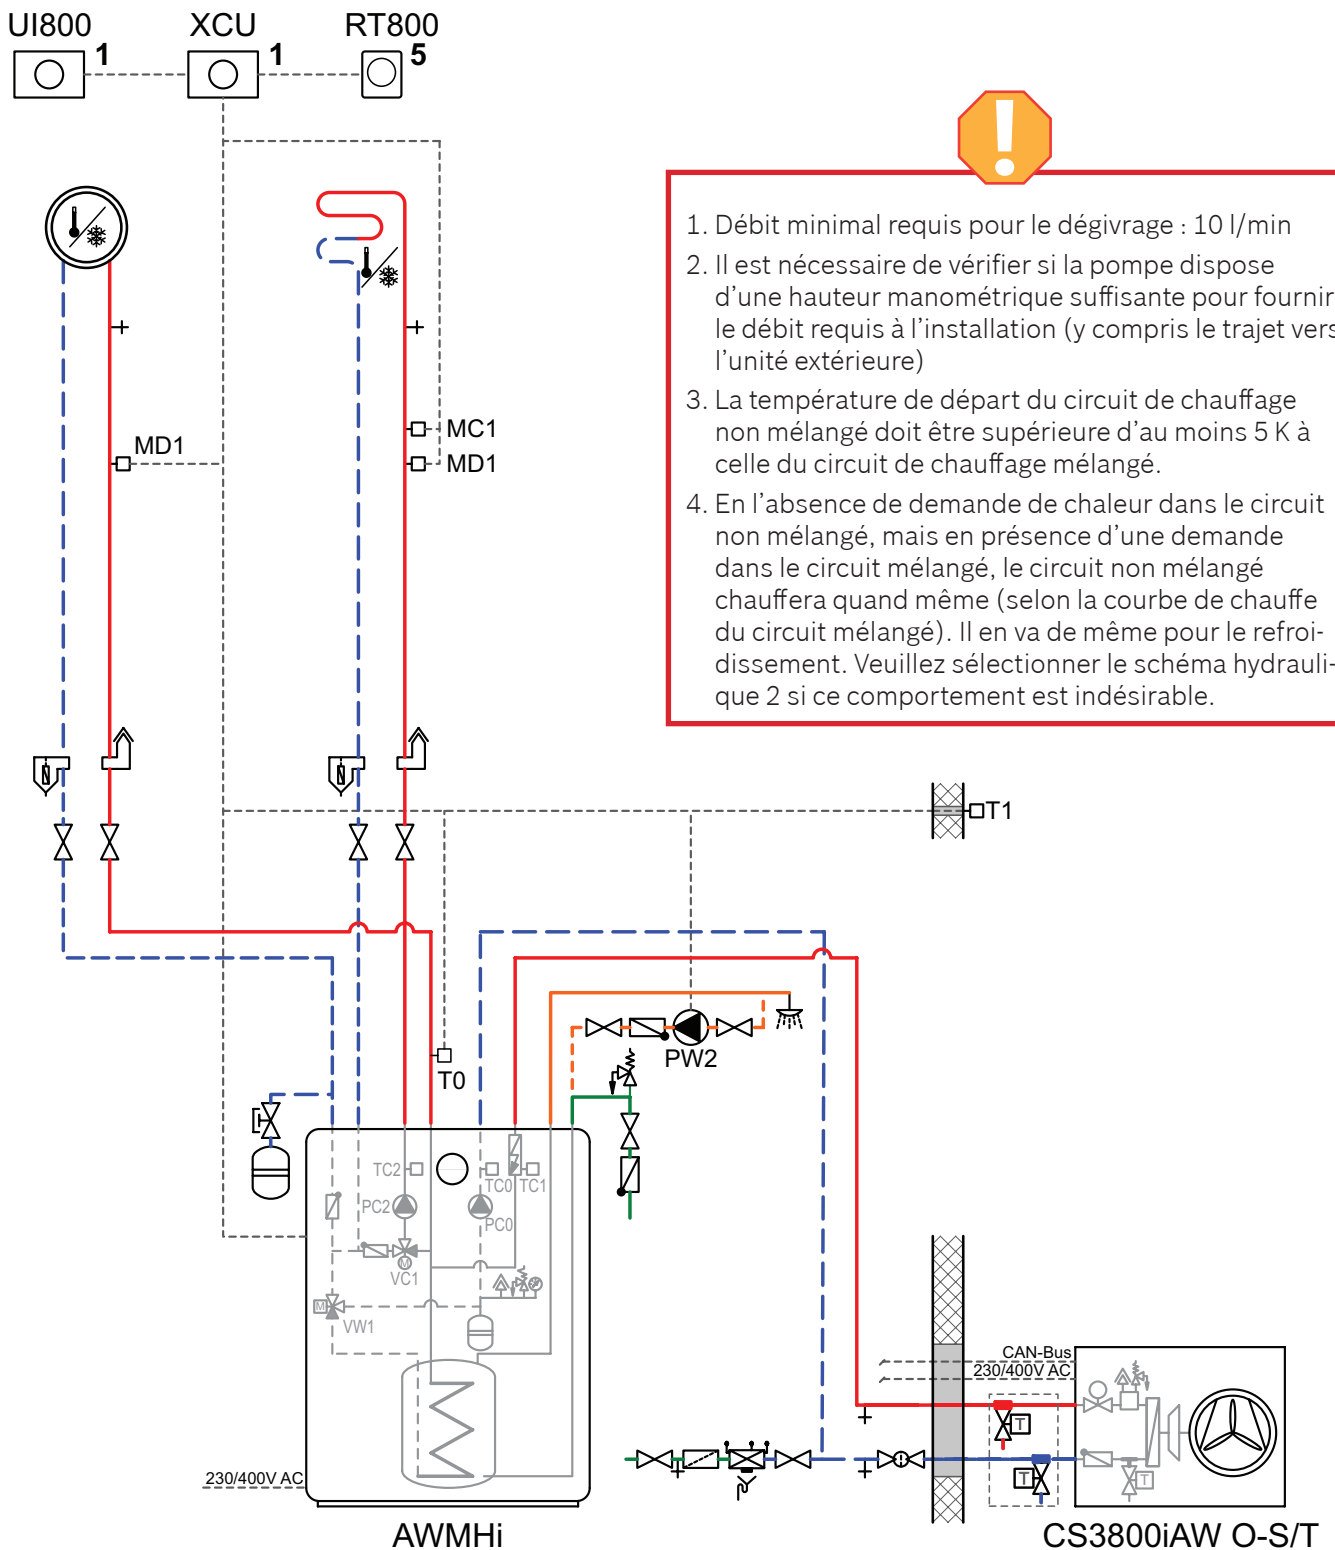 UI800 XCU RT800
1 1 5
1. Débit minimal requis pour le dégivrage : 10 l/min
2. Il est nécessaire de vérifier si la pompe dispose
d'une hauteur manométrique suffisante pour fournir
le débit requis à l'installation (y compris le trajet vers
l'unité extérieure)
3. La température de départ du circuit de chauffage
non mélangé doit être supérieure d'au moins 5 K à
celle du circuit de chauffage mélangé.
4. En l'absence de demande de chaleur dans le circuit
non mélangé, mais en présence d'une demande
dans le circuit mélangé, le circuit non mélangé
chauffera quand même (selon la courbe de chauffe
du circuit mélangé). Il en va de même pour le refroi-
dissement. Veuillez sélectionner le schéma hydrauli-
que 2 si ce comportement est indésirable.
MC1
MD1
MD1
T1
PW2
T0
TC2
TC0 TC1
PC2
PC0
M
VC1
M
VW1
CAN-Bus
230/400V AC
T
T
T
230/400V AC
AWMHi
CS3800iAW O-S/T